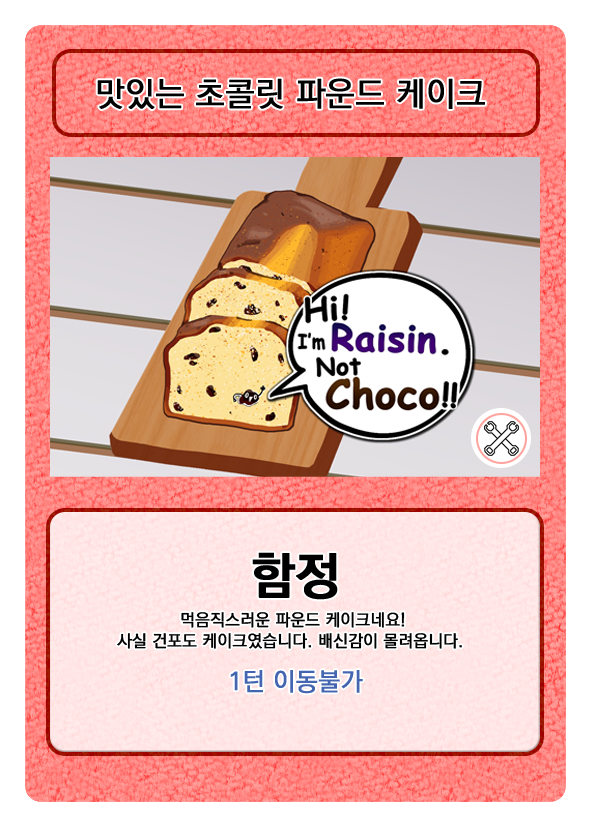 맛있는 초콜릿 파운드 케이크
Hi!
I'm Raisin.
Not
Choco!!
함정
먹음직스러운 파운드 케이크네요!
사실 건포도 케이크였습니다. 배신감이 몰려옵니다.
1턴 이동불가